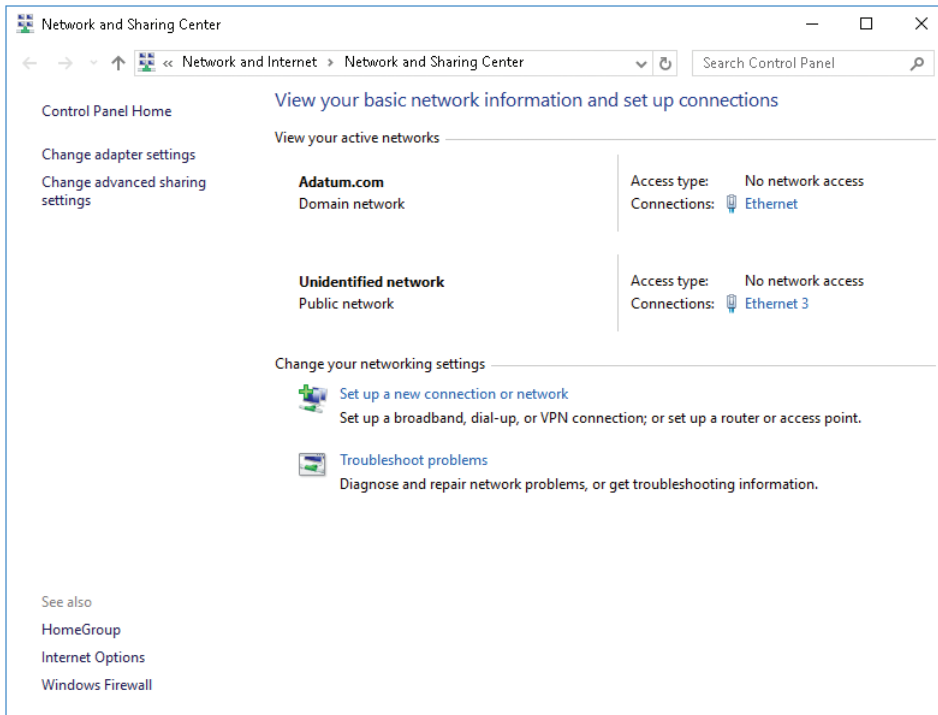 Network and Sharing Center
« Network and Internet › Network and Sharing Center
Search Control Panel
Control Panel Home
Change adapter settings
Change advanced sharing
settings
View your basic network information and set up connections
View your active networks
Adatum.com
Domain network
Access type: No network access
Connections: Ethernet
Unidentified network
Public network
Access type: No network access
Connections: Ethernet 3
Change your networking settings
Set up a new connection or network
Set up a broadband, dial-up, or VPN connection; or set up a router or access point.
Troubleshoot problems
Diagnose and repair network problems, or get troubleshooting information.
See also
HomeGroup
Internet Options
Windows Firewall